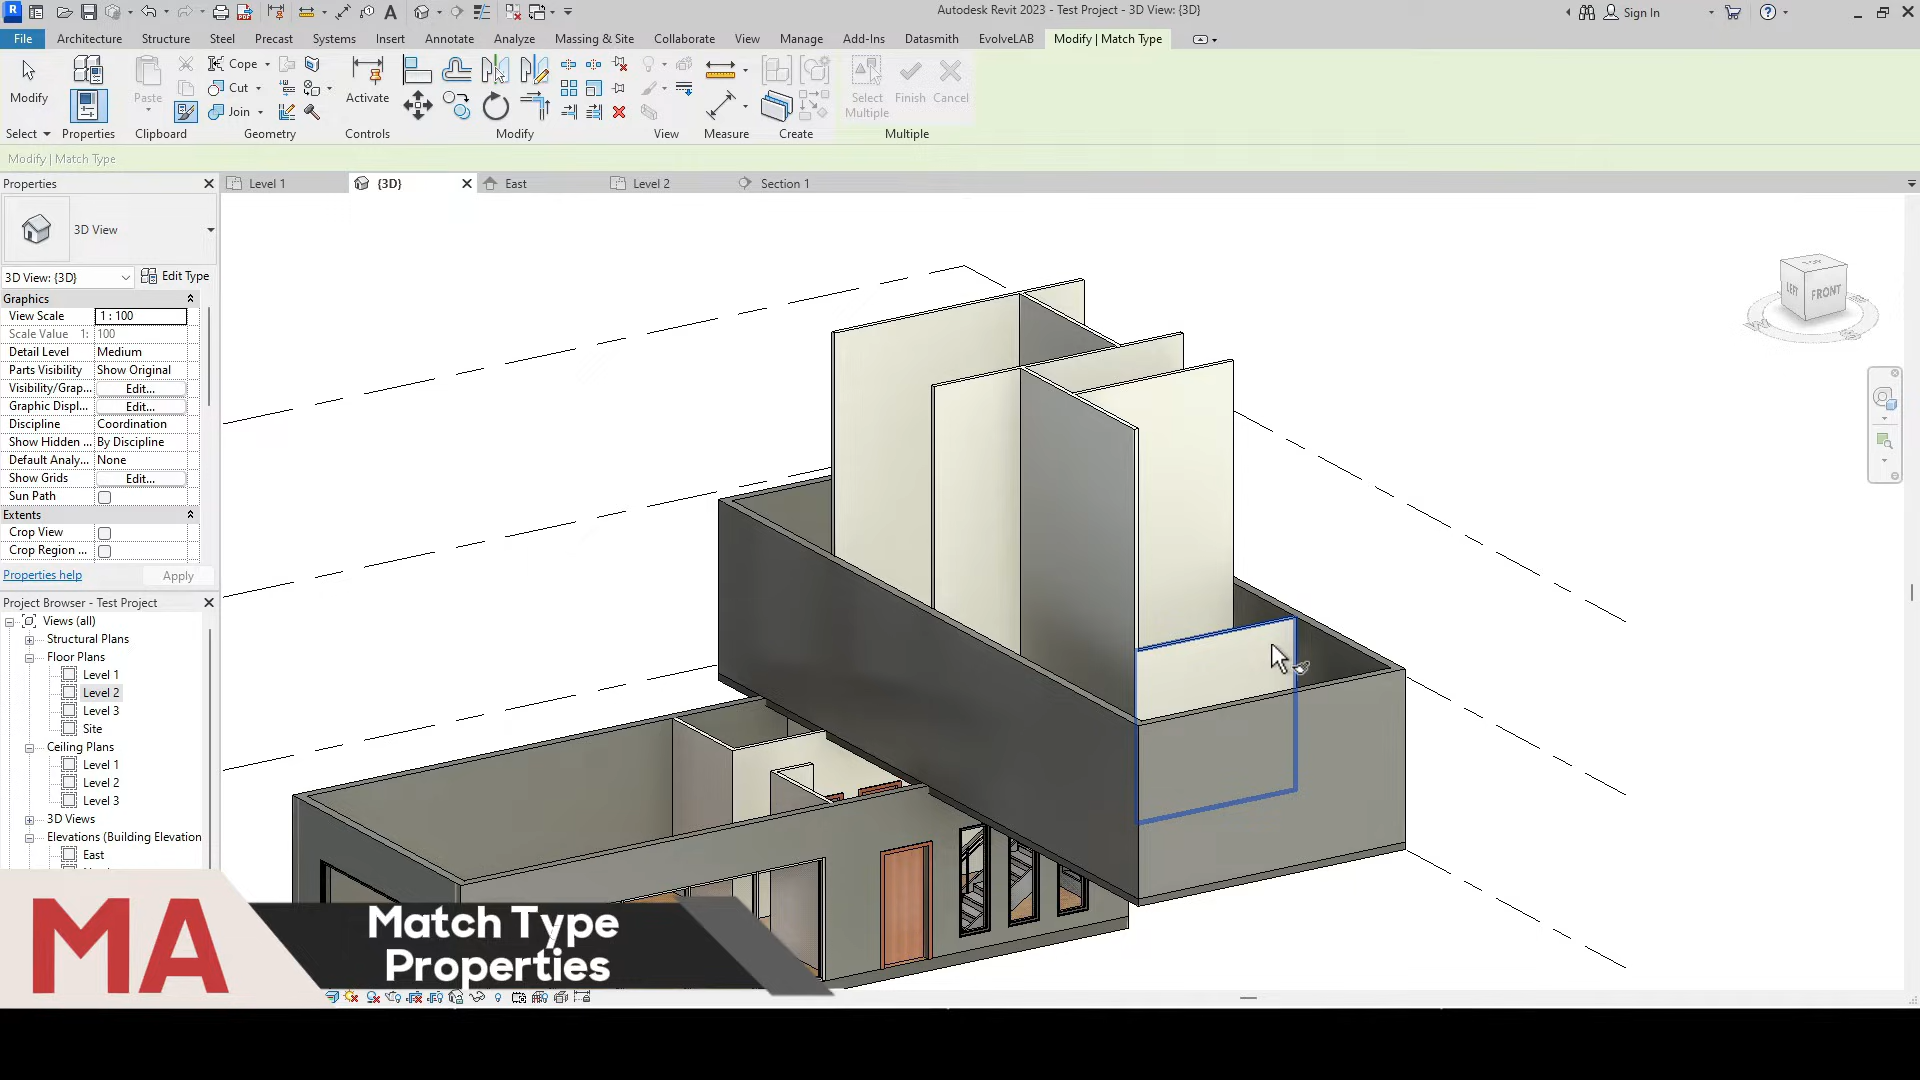 Autodesk Revit 2023 - Test Project - 3D View: {3D}
Sign In
File Architecture Structure Steel Precast Systems Insert Annotate Analyze Massing & Site Collaborate View Manage Add-Ins Datasmith EvolveLAB Modify | Match Type
Modify
Paste
Cope
Cut
Join
Activate
Select Multiple
Finish
Cancel
Select Properties Clipboard Geometry Controls Modify View Measure Create Multiple
Modify | Match Type
Properties
Level 1
{3D}
East
Level 2
Section 1
3D View
3D View: {3D}
Edit Type
Graphics
View Scale 1 : 100
Scale Value 1: 100
Detail Level Medium
Parts Visibility Show Original
Visibility/Grap... Edit...
Graphic Displ... Edit...
Discipline Coordination
Show Hidden ... By Discipline
Default Analy... None
Show Grids Edit...
Sun Path
Extents
Crop View
Crop Region ...
Properties help
Apply
Project Browser - Test Project
Views (all)
Structural Plans
Floor Plans
Level 1
Level 2
Level 3
Site
Ceiling Plans
Level 1
Level 2
Level 3
3D Views
Elevations (Building Elevation
East
TOP
LEFT
FRONT
MA
Match Type
Properties